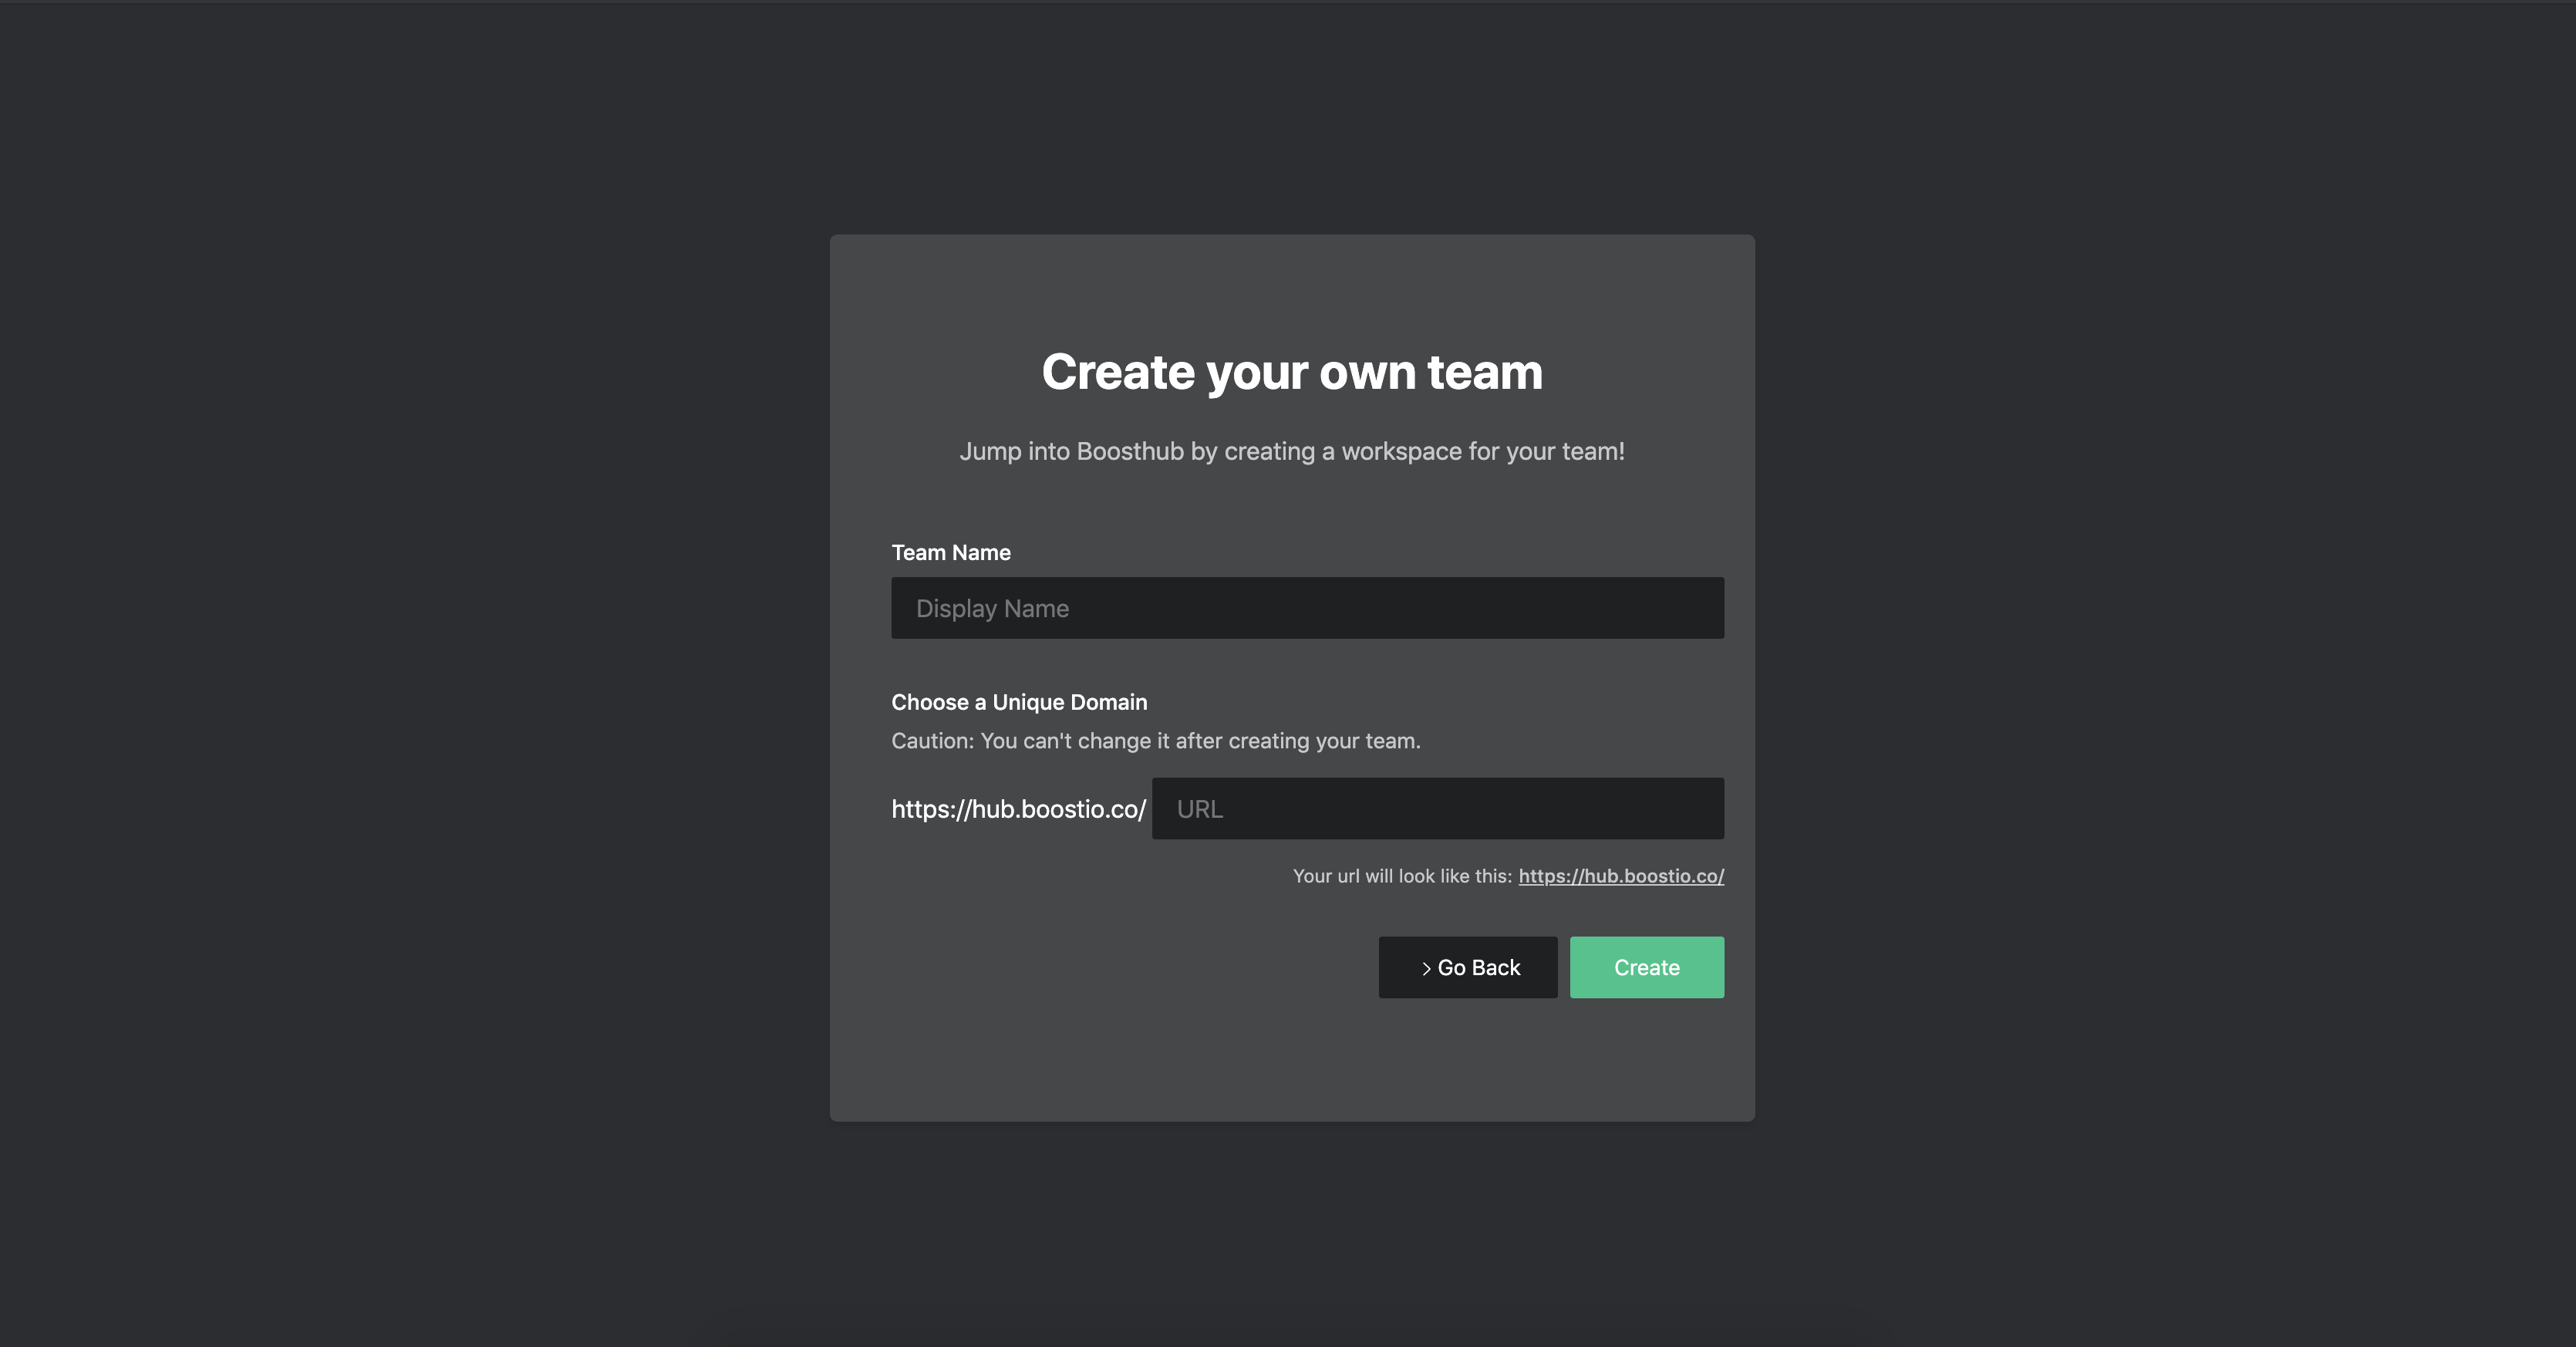 Create your own team
Jump into Boosthub by creating a workspace for your team!
Team Name
Display Name
Choose a Unique Domain
Caution: You can't change it after creating your team.
https://hub.boostio.co/ URL
Your url will look like this: https://hub.boostio.co/
> Go Back Create